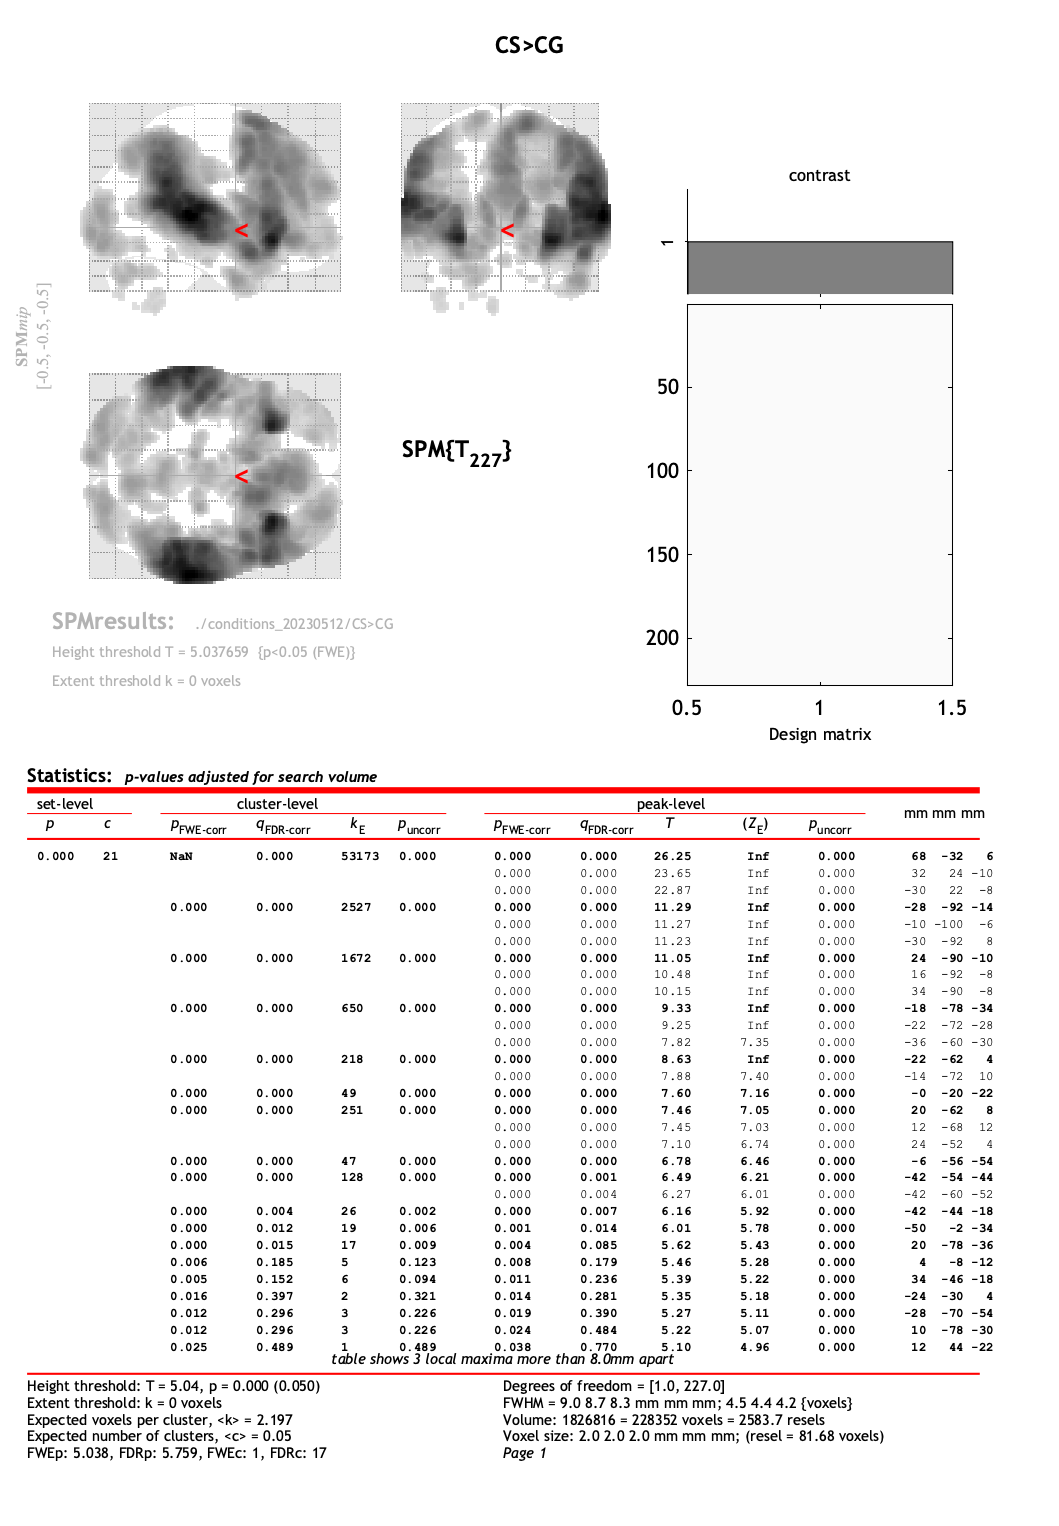 CS>CG
contrast
1
SPMmip
[-0.5, -0.5, -0.5]
<
<
<
SPM{T227}
50
100
150
200
0.5 1 1.5
Design matrix
SPMresults: ./conditions_20230512/CS>CG
Height threshold T = 5.037659 {p<0.05 (FWE)}
Extent threshold k = 0 voxels
Statistics: p-values adjusted for search volume
set-level cluster-level peak-level mm mm mm
p c pFWE-corr qFDR-corr kE puncorr pFWE-corr qFDR-corr T (ZE) puncorr
0.000 21 NaN 0.000 53173 0.000 0.000 0.000 26.25 Inf 0.000 68 -32 6
0.000 0.000 23.65 Inf 0.000 32 24 -10
0.000 0.000 22.87 Inf 0.000 -30 22 -8
0.000 0.000 2527 0.000 0.000 0.000 11.29 Inf 0.000 -28 -92 -14
0.000 0.000 11.27 Inf 0.000 -10 -100 -6
0.000 0.000 11.23 Inf 0.000 -30 -92 8
0.000 0.000 1672 0.000 0.000 0.000 11.05 Inf 0.000 24 -90 -10
0.000 0.000 10.48 Inf 0.000 16 -92 -8
0.000 0.000 10.15 Inf 0.000 34 -90 -8
0.000 0.000 650 0.000 0.000 0.000 9.33 Inf 0.000 -18 -78 -34
0.000 0.000 9.25 Inf 0.000 -22 -72 -28
0.000 0.000 7.82 7.35 0.000 -36 -60 -30
0.000 0.000 218 0.000 0.000 0.000 8.63 Inf 0.000 -22 -62 4
0.000 0.000 7.88 7.40 0.000 -14 -72 10
0.000 0.000 49 0.000 0.000 0.000 7.60 7.16 0.000 -0 -20 -22
0.000 0.000 251 0.000 0.000 0.000 7.46 7.05 0.000 20 -62 8
0.000 0.000 7.45 7.03 0.000 12 -68 12
0.000 0.000 7.10 6.74 0.000 24 -52 4
0.000 0.000 47 0.000 0.000 0.000 6.78 6.46 0.000 -6 -56 -54
0.000 0.000 128 0.000 0.000 0.001 6.49 6.21 0.000 -42 -54 -44
0.000 0.004 6.27 6.01 0.000 -42 -60 -52
0.000 0.004 26 0.002 0.000 0.007 6.16 5.92 0.000 -42 -44 -18
0.000 0.012 19 0.006 0.001 0.014 6.01 5.78 0.000 -50 -2 -34
0.000 0.015 17 0.009 0.004 0.085 5.62 5.43 0.000 20 -78 -36
0.006 0.185 5 0.123 0.008 0.179 5.46 5.28 0.000 4 -8 -12
0.005 0.152 6 0.094 0.011 0.236 5.39 5.22 0.000 34 -46 -18
0.016 0.397 2 0.321 0.014 0.281 5.35 5.18 0.000 -24 -30 4
0.012 0.296 3 0.226 0.019 0.390 5.27 5.11 0.000 -28 -70 -54
0.012 0.296 3 0.226 0.024 0.484 5.22 5.07 0.000 10 -78 -30
0.025 0.489 1 0.489 0.038 0.770 5.10 4.96 0.000 12 44 -22
table shows 3 local maxima more than 8.0mm apart
Height threshold: T = 5.04, p = 0.000 (0.050)
Extent threshold: k = 0 voxels
Expected voxels per cluster, <k> = 2.197
Expected number of clusters, <c> = 0.05
FWEp: 5.038, FDRp: 5.759, FWEc: 1, FDRc: 17
Degrees of freedom = [1.0, 227.0]
FWHM = 9.0 8.7 8.3 mm mm mm; 4.5 4.4 4.2 {voxels}
Volume: 1826816 = 228352 voxels = 2583.7 resels
Voxel size: 2.0 2.0 2.0 mm mm mm; (resel = 81.68 voxels)
Page 1